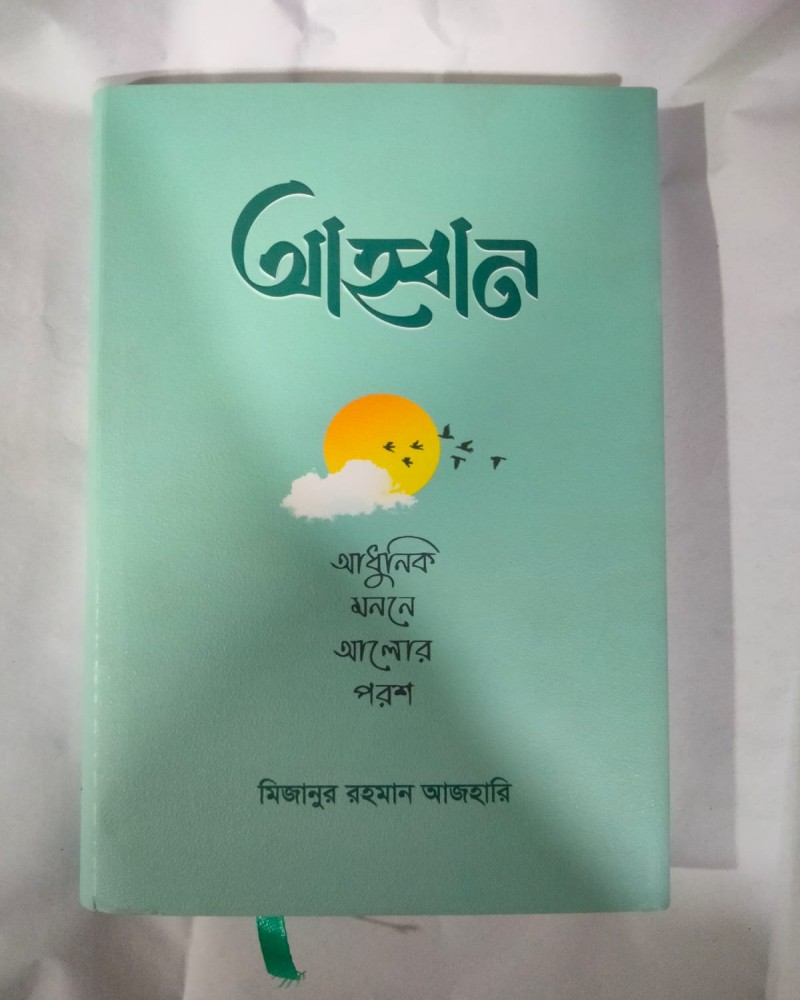 আহ্বান
আধুনিক
মননে
আলোর
পরশ
মিজানুর রহমান আজহারি